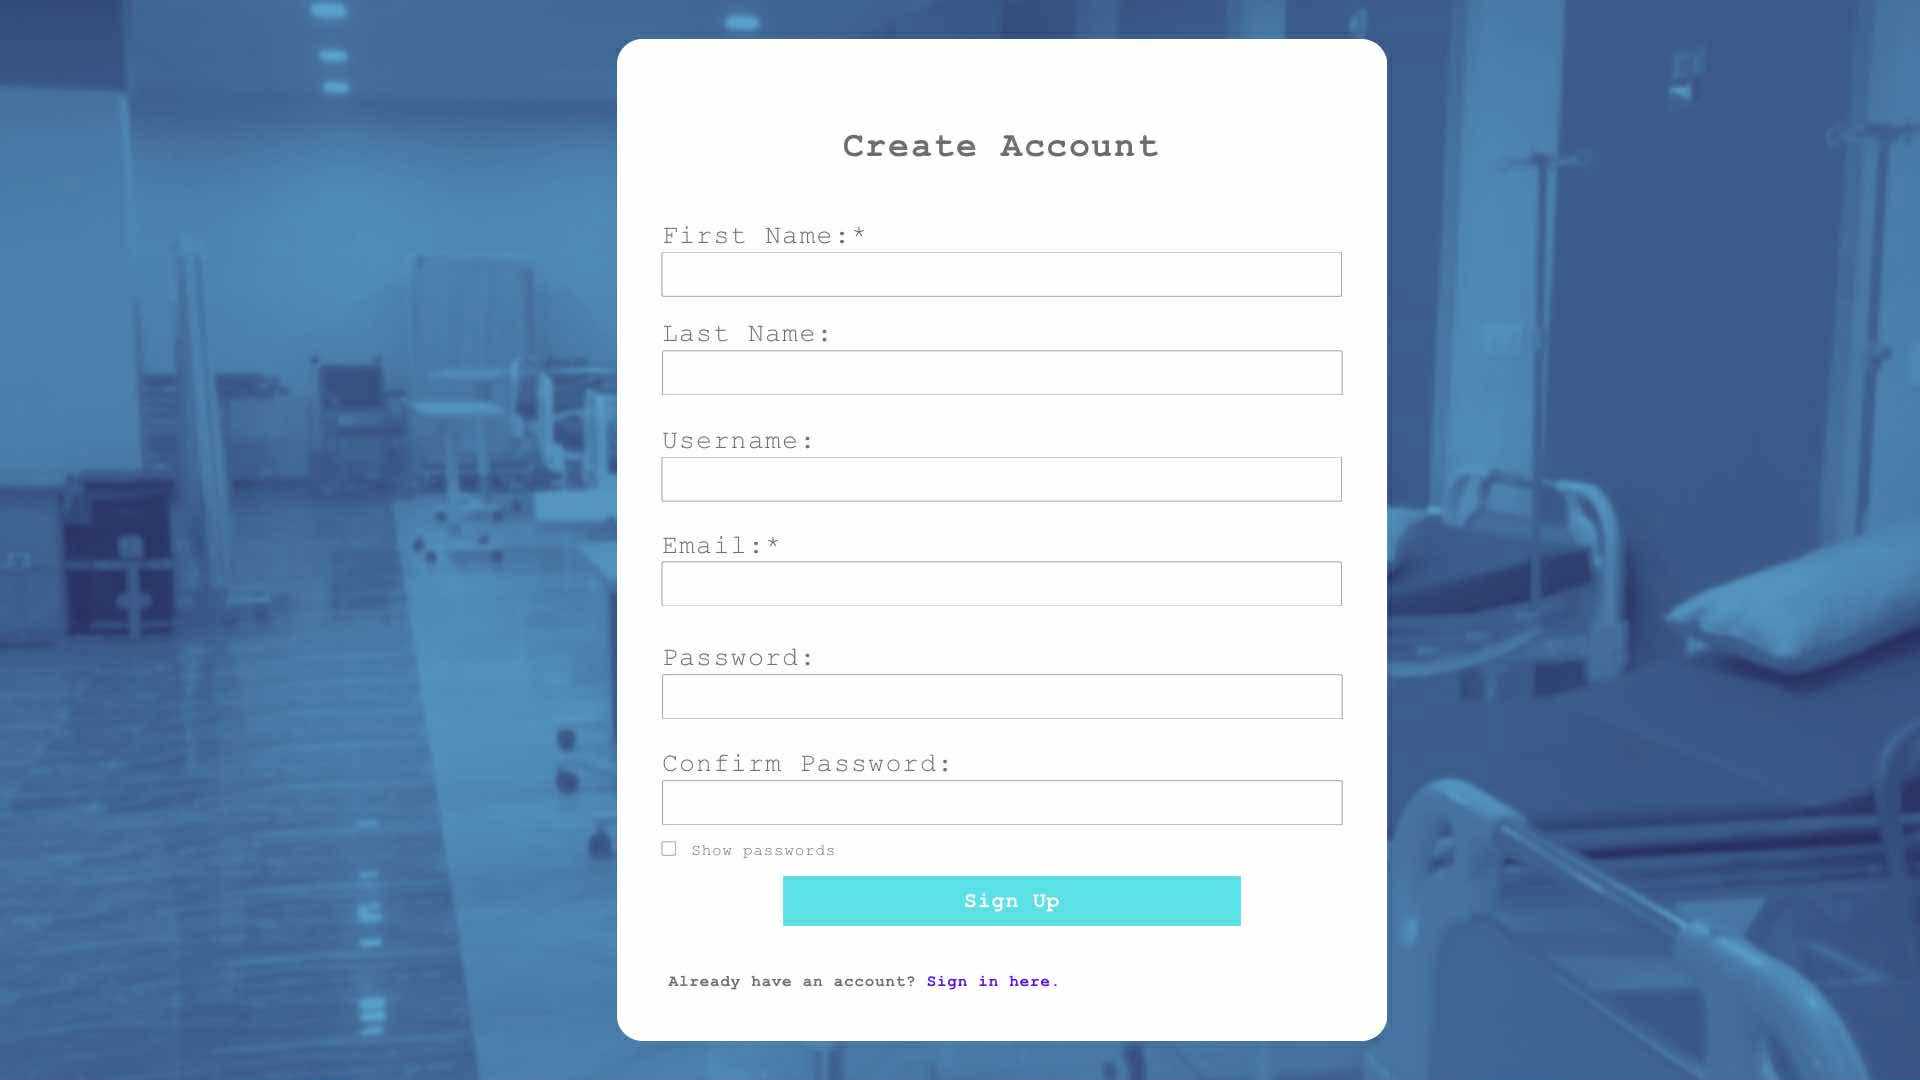 Create Account
First Name:*
Last Name:
Username:
Email:*
Password:
Confirm Password:
Show passwords
Sign Up
Already have an account? Sign in here.